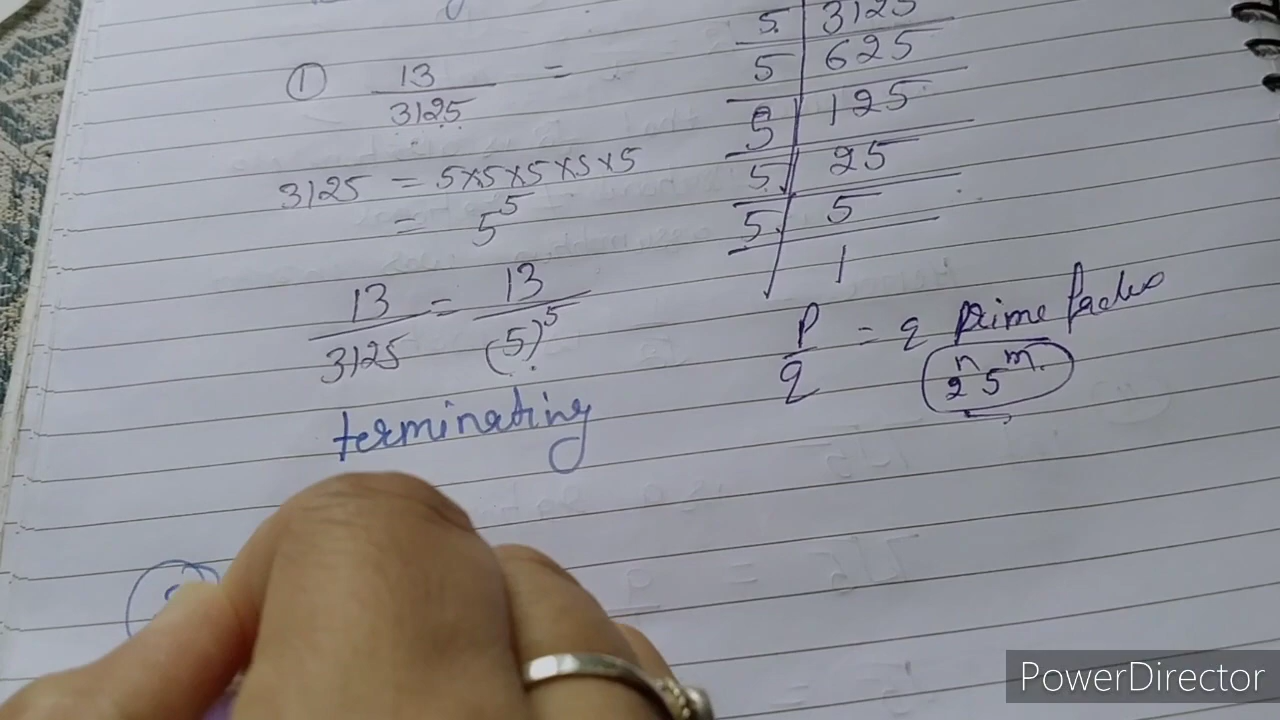 ① 13/3125 =
3125 = 5×5×5×5×5
= 5^5
13/3125 = 13/(5)^5
terminating
5 | 3125
5 | 625
5 | 125
5 | 25
5 | 5
1
p/q = q prime factors
2^n 5^m
PowerDirector